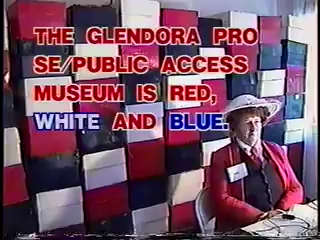 THE GLENDORA PRO
SE/PUBLIC ACCESS
MUSEUM IS RED,
WHITE AND BLUE.